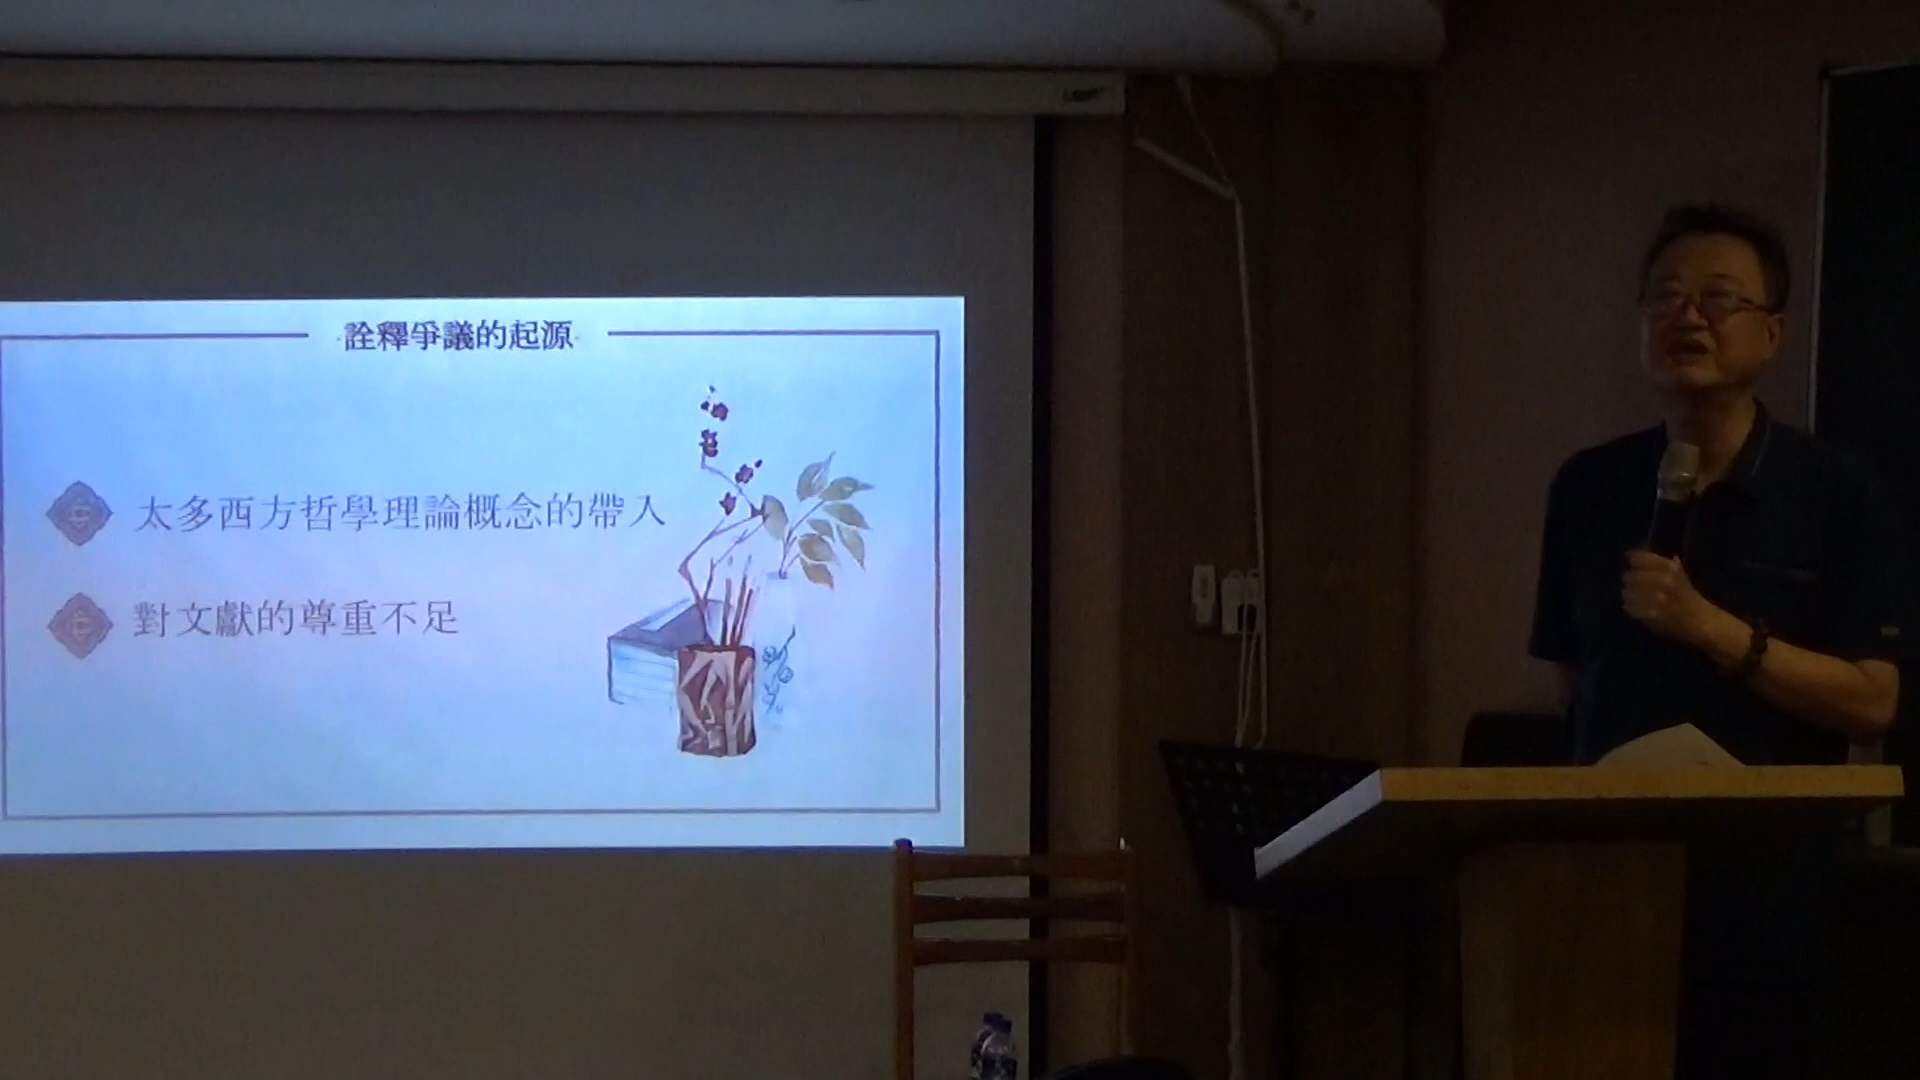 詮釋爭議的起源
太多西方哲學理論概念的帶入
對文獻的尊重不足